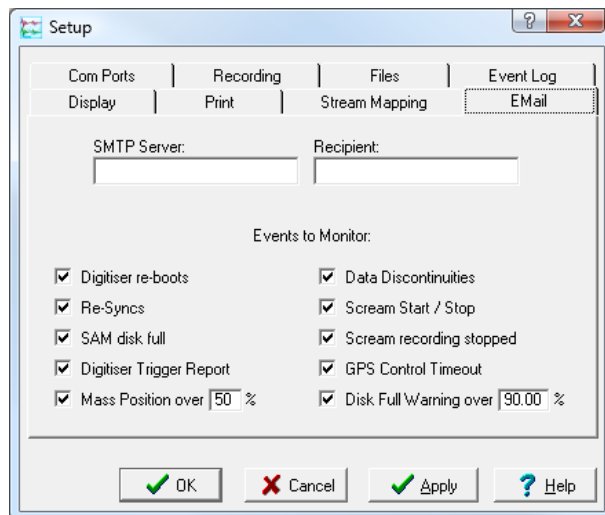 Setup
Com Ports Recording Files Event Log
Display Print Stream Mapping EMail
SMTP Server: Recipient:
Events to Monitor:
Digitiser re-boots Data Discontinuities
Re-Syncs Scream Start / Stop
SAM disk full Scream recording stopped
Digitiser Trigger Report GPS Control Timeout
Mass Position over 50 % Disk Full Warning over 90.00 %
OK Cancel Apply ? Help